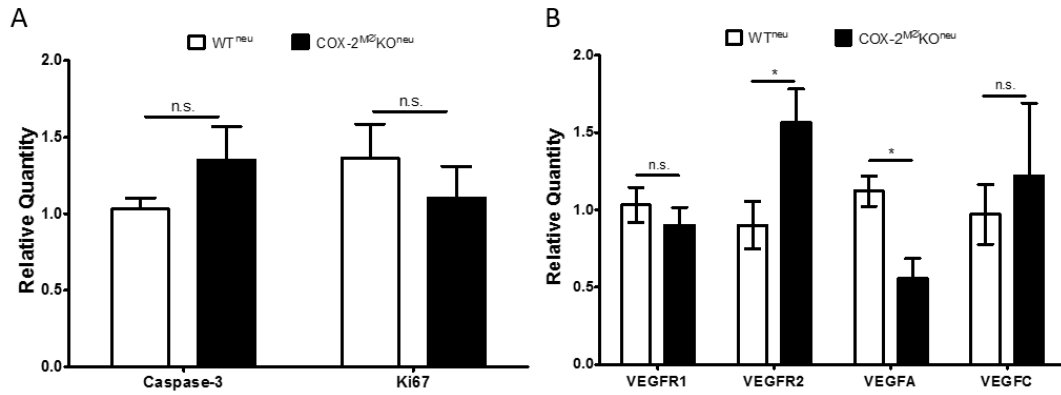 A
WT^neu COX-2^MØKO^neu
2.0
1.5
1.0
0.5
0.0
Relative Quantity
n.s. n.s.
Caspase-3 Ki67
B
WT^neu COX-2^MØKO^neu
2.0
1.5
1.0
0.5
0.0
Relative Quantity
n.s. * * n.s.
VEGFR1 VEGFR2 VEGFA VEGFC